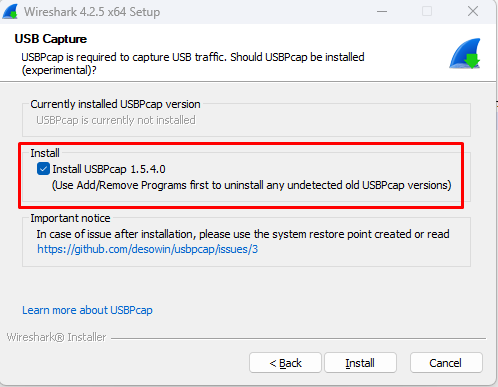 Wireshark 4.2.5 x64 Setup
USB Capture
USBPcap is required to capture USB traffic. Should USBPcap be installed
(experimental)?
Currently installed USBPcap version
USBPcap is currently not installed
Install
Install USBPcap 1.5.4.0
(Use Add/Remove Programs first to uninstall any undetected old USBPcap versions)
Important notice
In case of issue after installation, please use the system restore point created or read
https://github.com/desowin/usbpcap/issues/3
Learn more about USBPcap
Wireshark® Installer
< Back Install Cancel